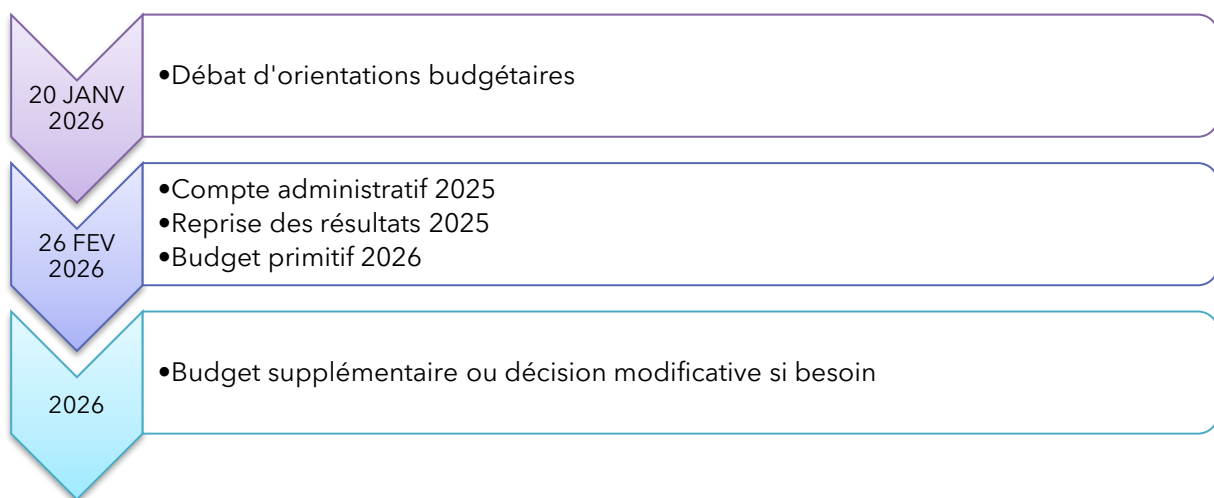 20 JANV
2026
•Débat d'orientations budgétaires
26 FEV
2026
•Compte administratif 2025
•Reprise des résultats 2025
•Budget primitif 2026
2026
•Budget supplémentaire ou décision modificative si besoin